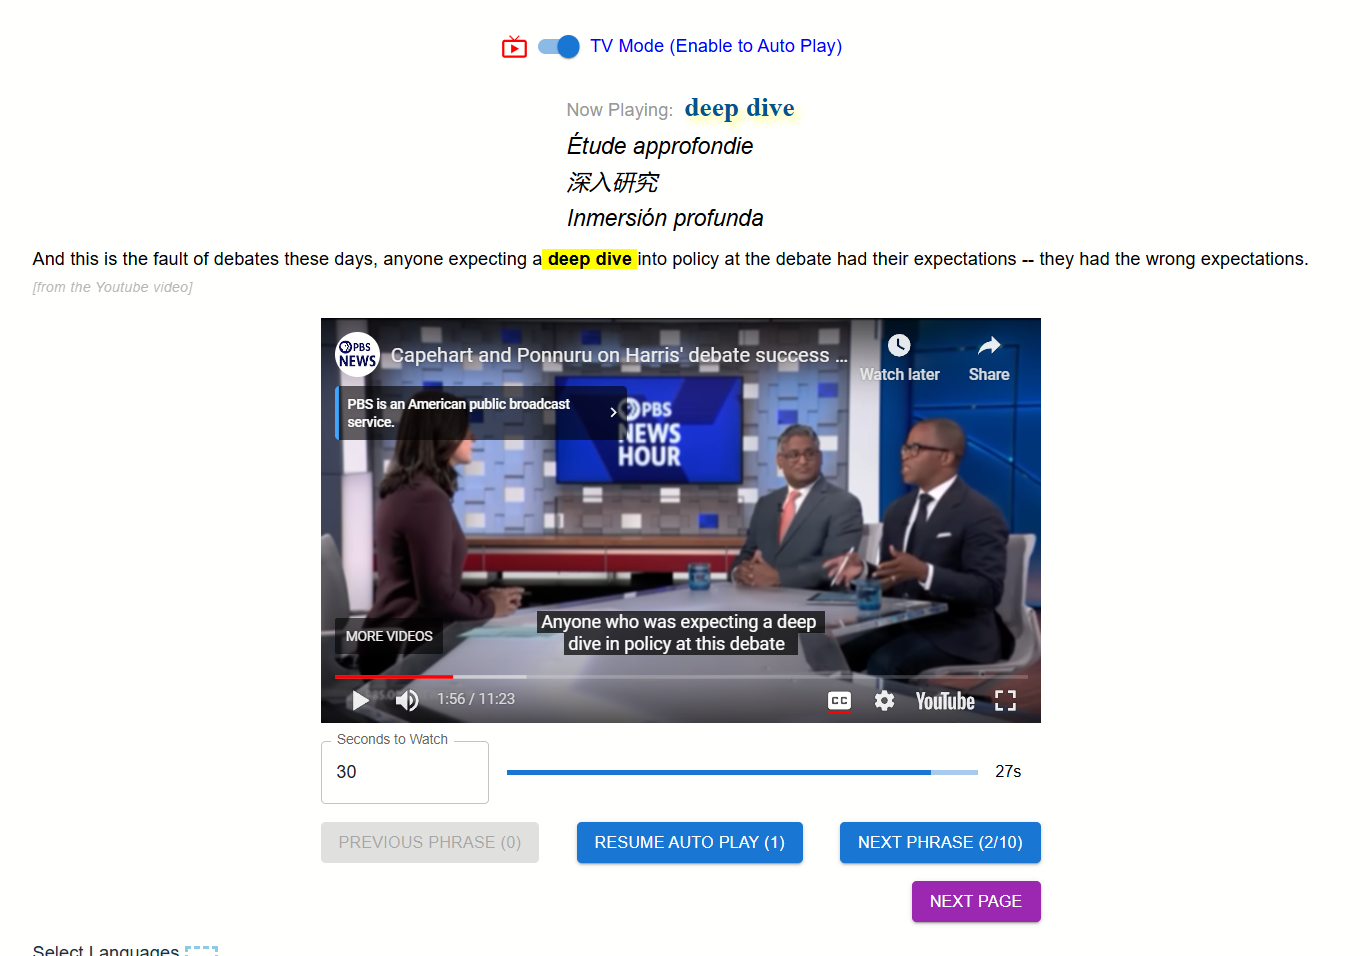 TV Mode (Enable to Auto Play)
Now Playing: deep dive
Étude approfondie
深入研究
Inmersión profunda
And this is the fault of debates these days, anyone expecting a deep dive into policy at the debate had their expectations -- they had the wrong expectations.
[from the Youtube video]
PBS NEWS
Capehart and Ponnuru on Harris' debate success ...
Watch later
Share
PBS is an American public broadcast
service.
PBS
NEWS
HOUR
Anyone who was expecting a deep
dive in policy at this debate
MORE VIDEOS
1:56 / 11:23
CC
YouTube
Seconds to Watch
30
27s
PREVIOUS PHRASE (0)
RESUME AUTO PLAY (1)
NEXT PHRASE (2/10)
NEXT PAGE
Select Languages